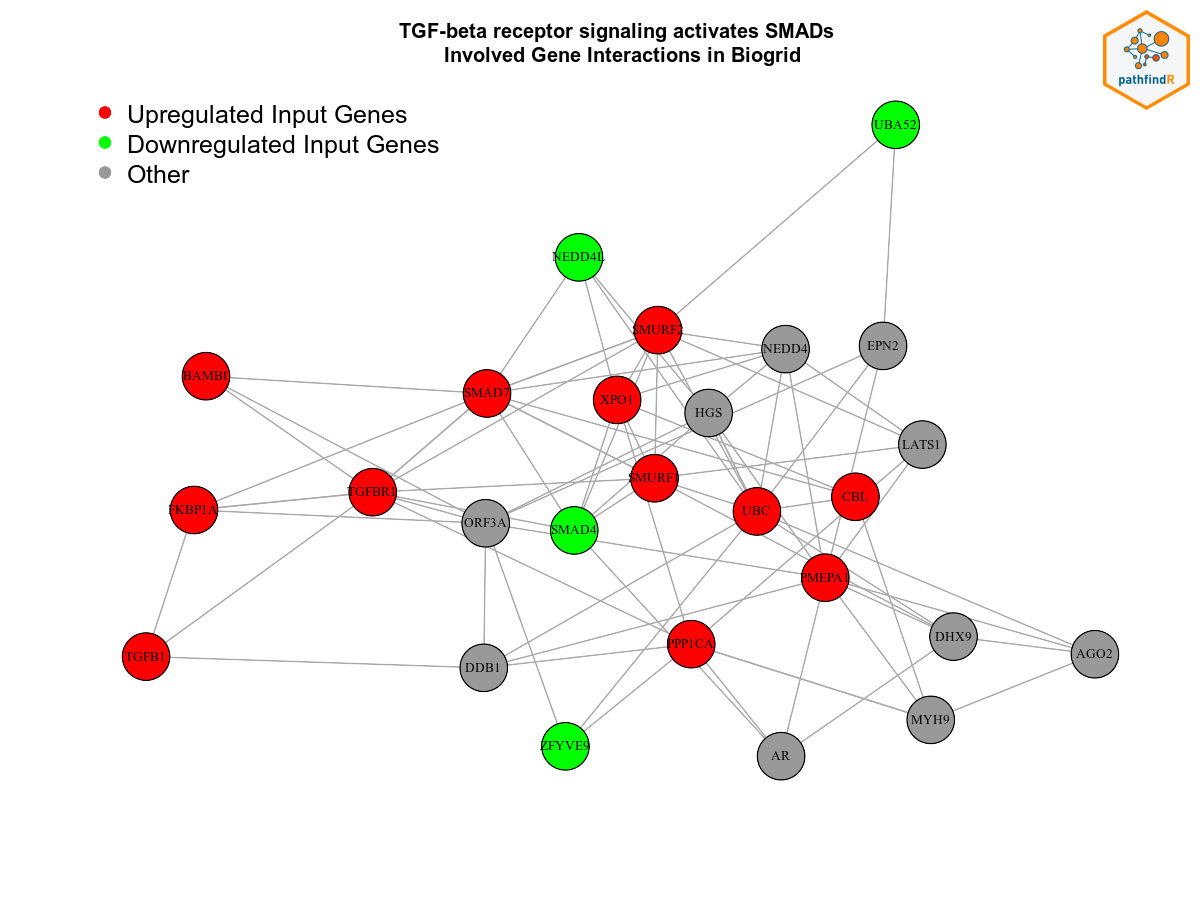 TGF-beta receptor signaling activates SMADs
Involved Gene Interactions in Biogrid
pathfindR
Upregulated Input Genes
Downregulated Input Genes
Other
UBA52
NEDD4L
SMURF2
NEDD4
EPN2
BAMBI
SMAD7
XPO1
HGS
LATS1
SMURF1
TGFBR1
CBL
FKBP1A
UBC
ORF3A
SMAD4
PMEPA1
DHX9
PPP1CA
AGO2
TGFB1
DDB1
MYH9
ZFYVE9
AR